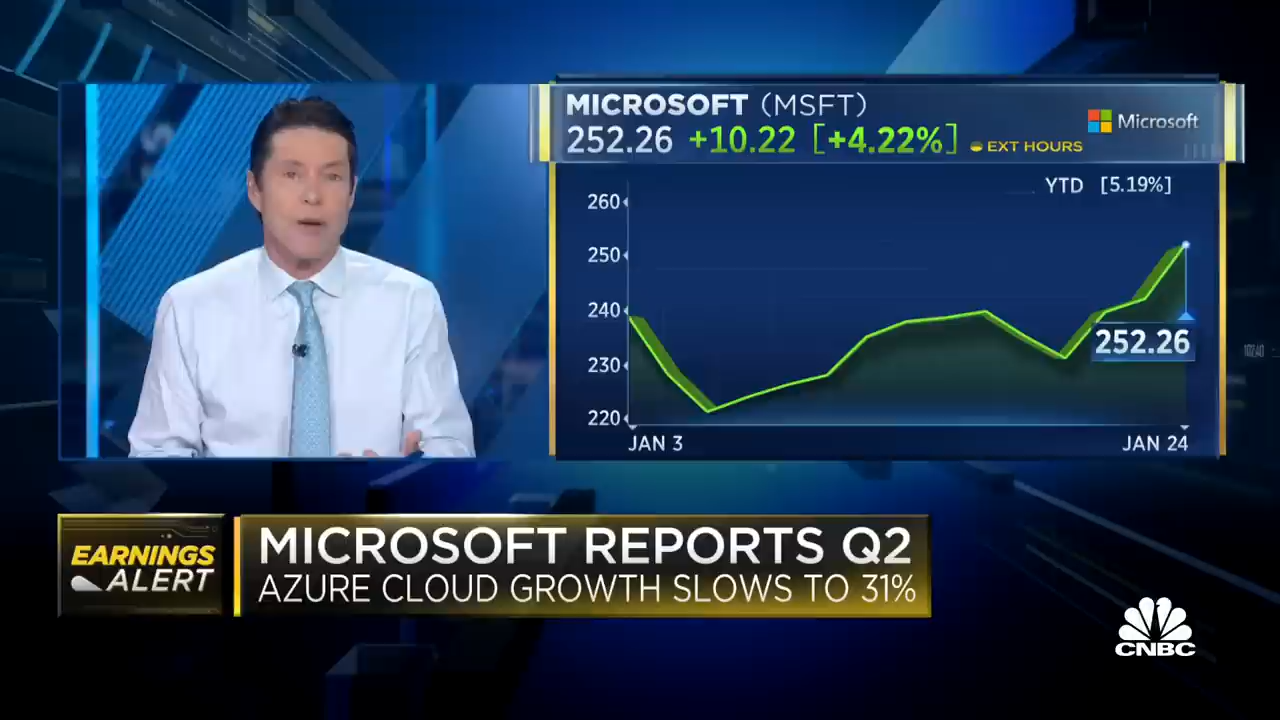 MICROSOFT (MSFT)
252.26 +10.22 [+4.22%] EXT HOURS
Microsoft
YTD [5.19%]
260
250
240
230
220
252.26
JAN 3 JAN 24
EARNINGS ALERT
MICROSOFT REPORTS Q2
AZURE CLOUD GROWTH SLOWS TO 31%
CNBC